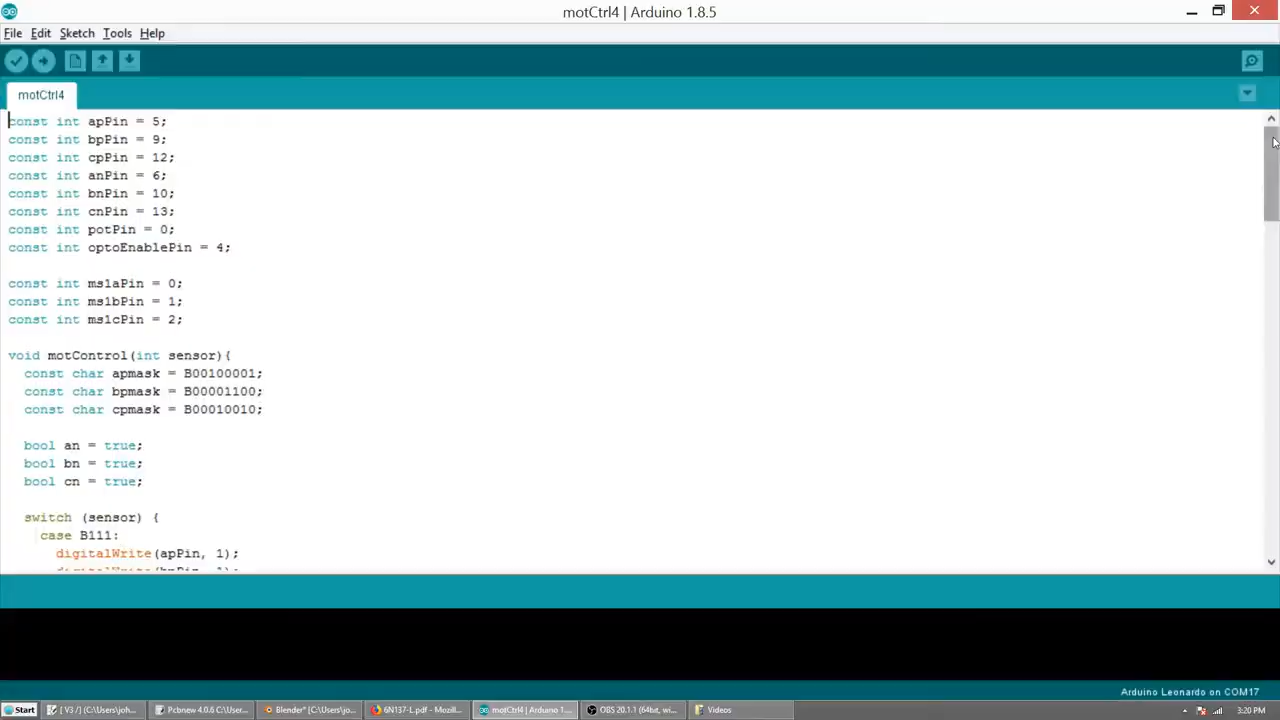 motCtrl4 | Arduino 1.8.5
File Edit Sketch Tools Help
motCtrl4
const int apPin = 5;
const int bpPin = 9;
const int cpPin = 12;
const int anPin = 6;
const int bnPin = 10;
const int cnPin = 13;
const int potPin = 0;
const int optoEnablePin = 4;
const int ms1aPin = 0;
const int ms1bPin = 1;
const int ms1cPin = 2;
void motControl(int sensor){
const char apmask = B00100001;
const char bpmask = B00001100;
const char cpmask = B00010010;
bool an = true;
bool bn = true;
bool cn = true;
switch (sensor) {
case B111:
digitalWrite(apPin, 1);
digitalWrite(bpPin, 1);
Arduino Leonardo on COM17
Start [ V3 /] (C:\Users\joh... Pcbnew 4.0.6 C:\User... Blender* [C:\Users\jo... 6N137-L.pdf - Mozill... motCtrl4 | Arduino 1.... OBS 20.1.1 (64bit, wi... Videos 3:20 PM